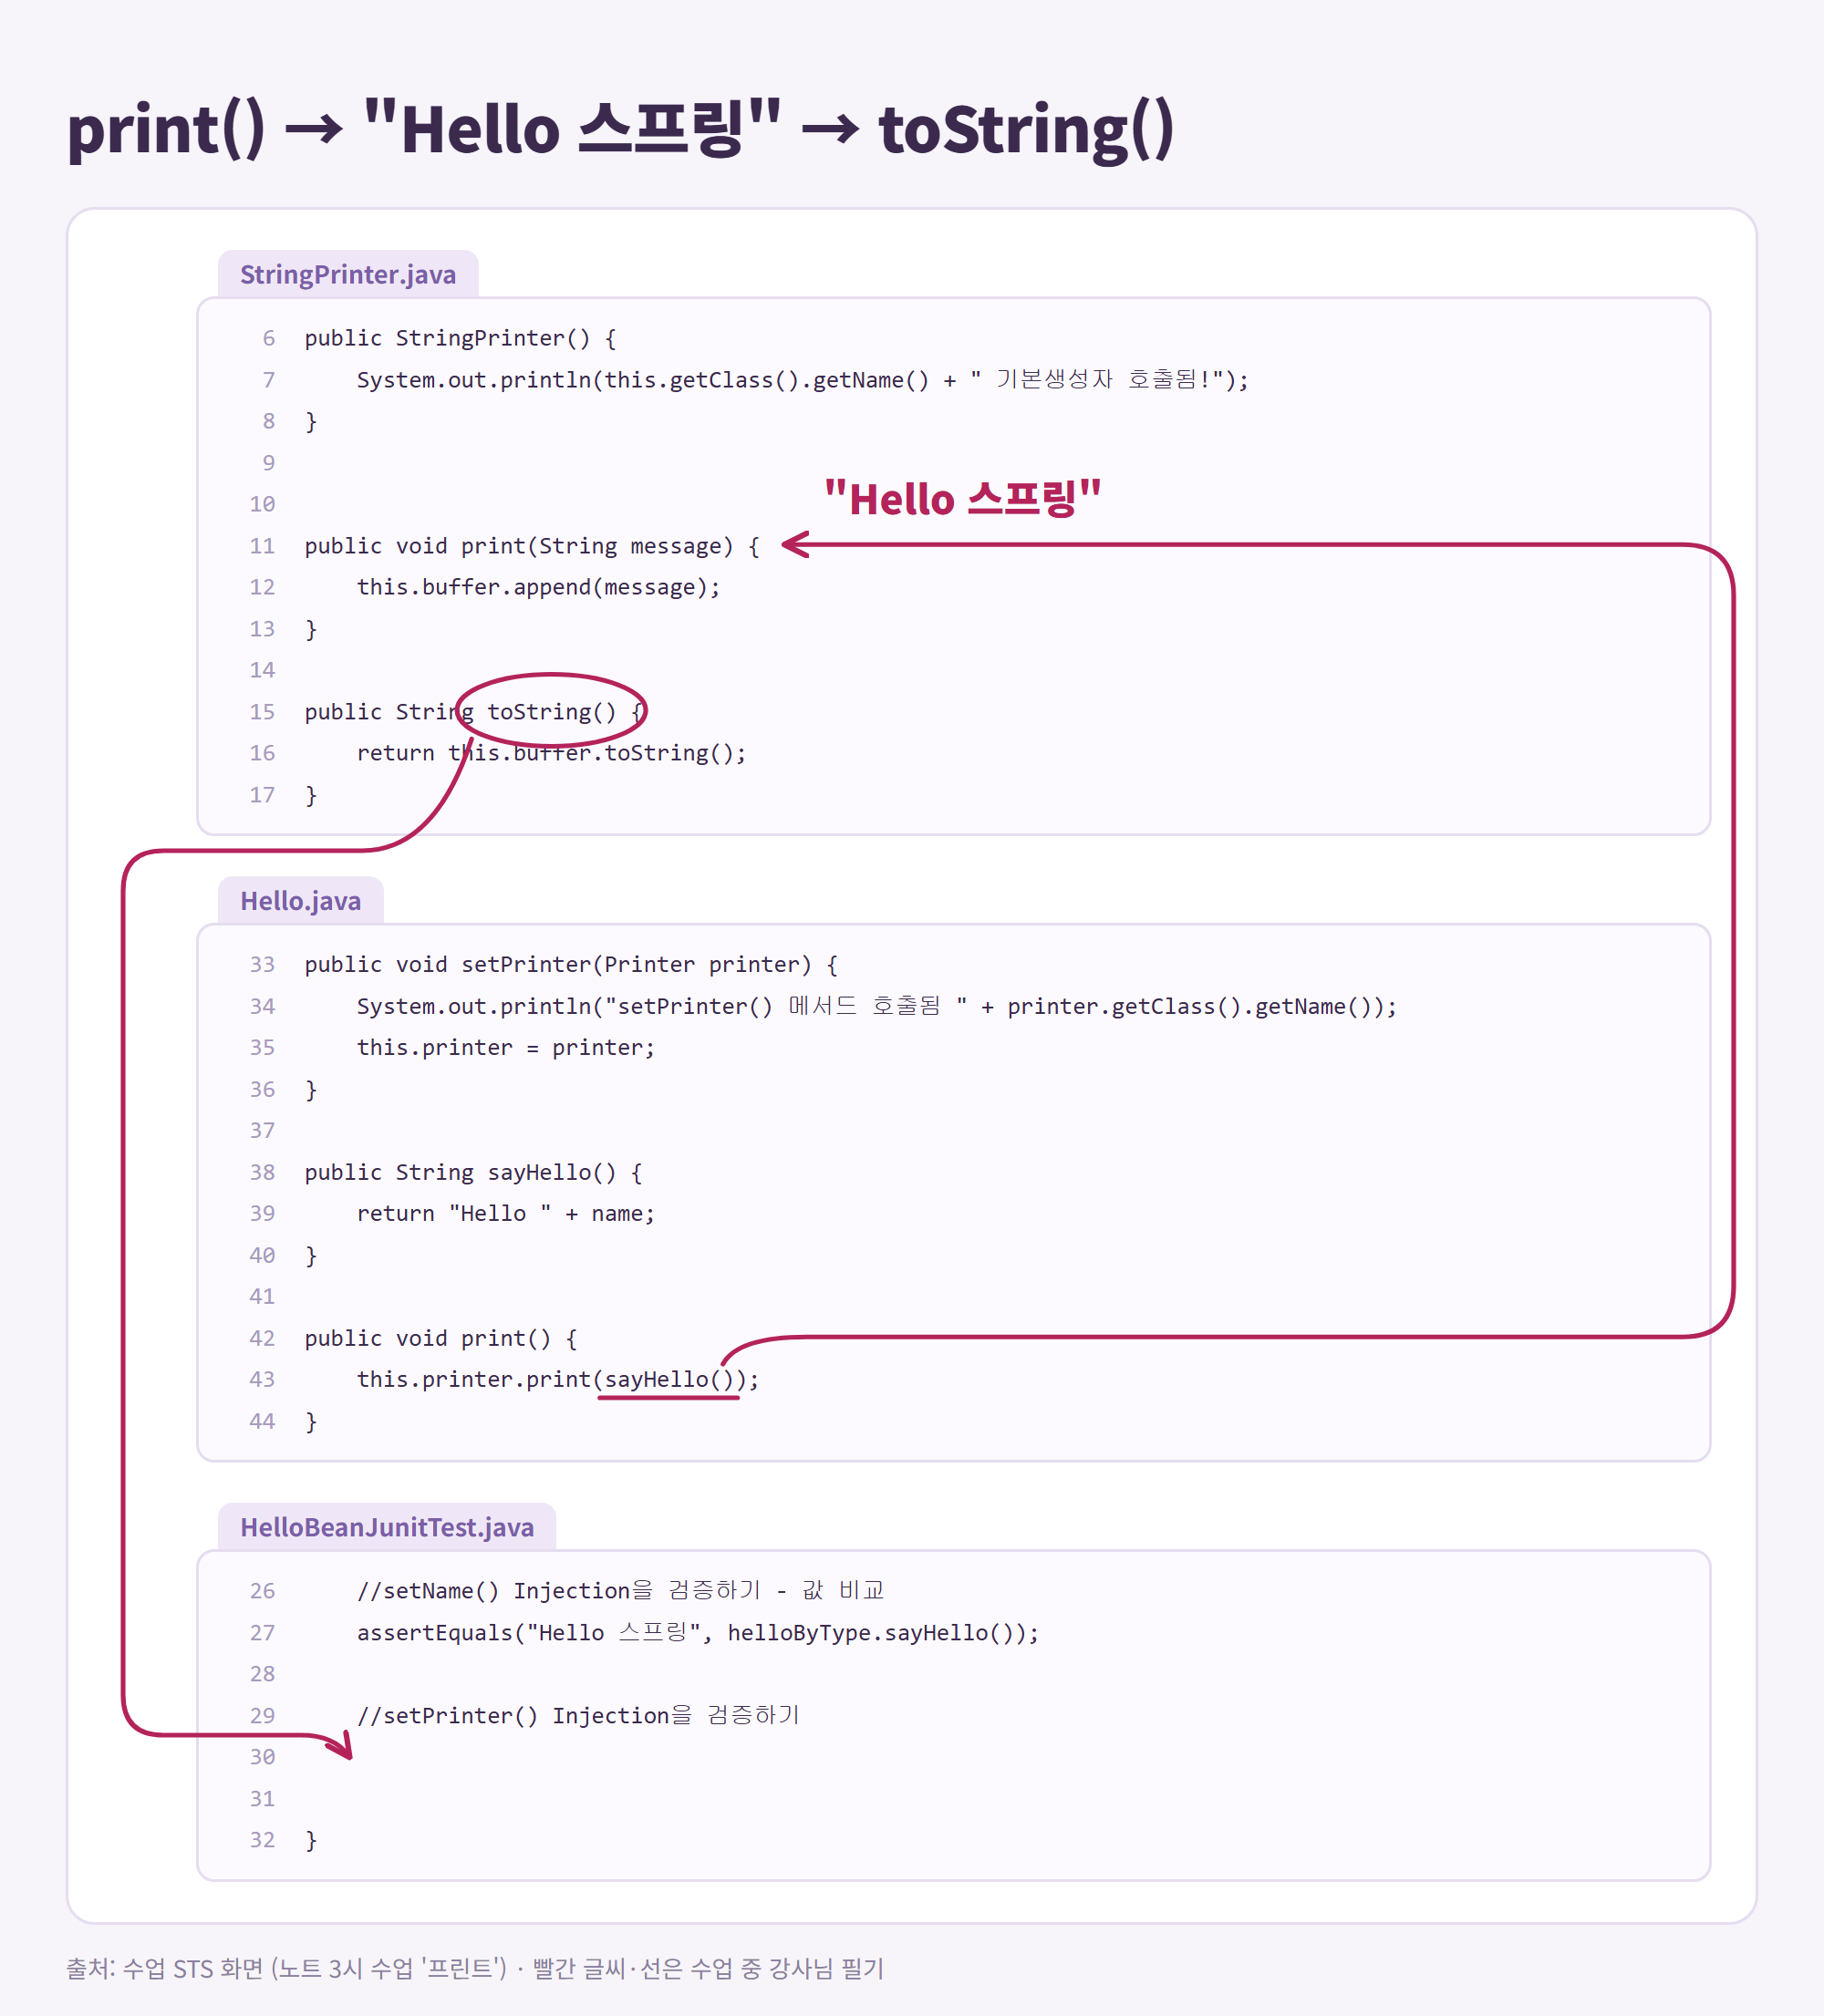 print() → "Hello 스프링" → toString()
StringPrinter.java
6 public StringPrinter() {
7     System.out.println(this.getClass().getName() + " 기본생성자 호출됨!");
8 }
9
10
"Hello 스프링"
11 public void print(String message) {
12     this.buffer.append(message);
13 }
14
15 public String toString() {
16     return this.buffer.toString();
17 }
Hello.java
33 public void setPrinter(Printer printer) {
34     System.out.println("setPrinter() 메서드 호출됨 " + printer.getClass().getName());
35     this.printer = printer;
36 }
37
38 public String sayHello() {
39     return "Hello " + name;
40 }
41
42 public void print() {
43     this.printer.print(sayHello());
44 }
HelloBeanJunitTest.java
26     //setName() Injection을 검증하기 - 값 비교
27     assertEquals("Hello 스프링", helloByType.sayHello());
28
29     //setPrinter() Injection을 검증하기
30
31
32 }
출처: 수업 STS 화면 (노트 3시 수업 '프린트') · 빨간 글씨·선은 수업 중 강사님 필기